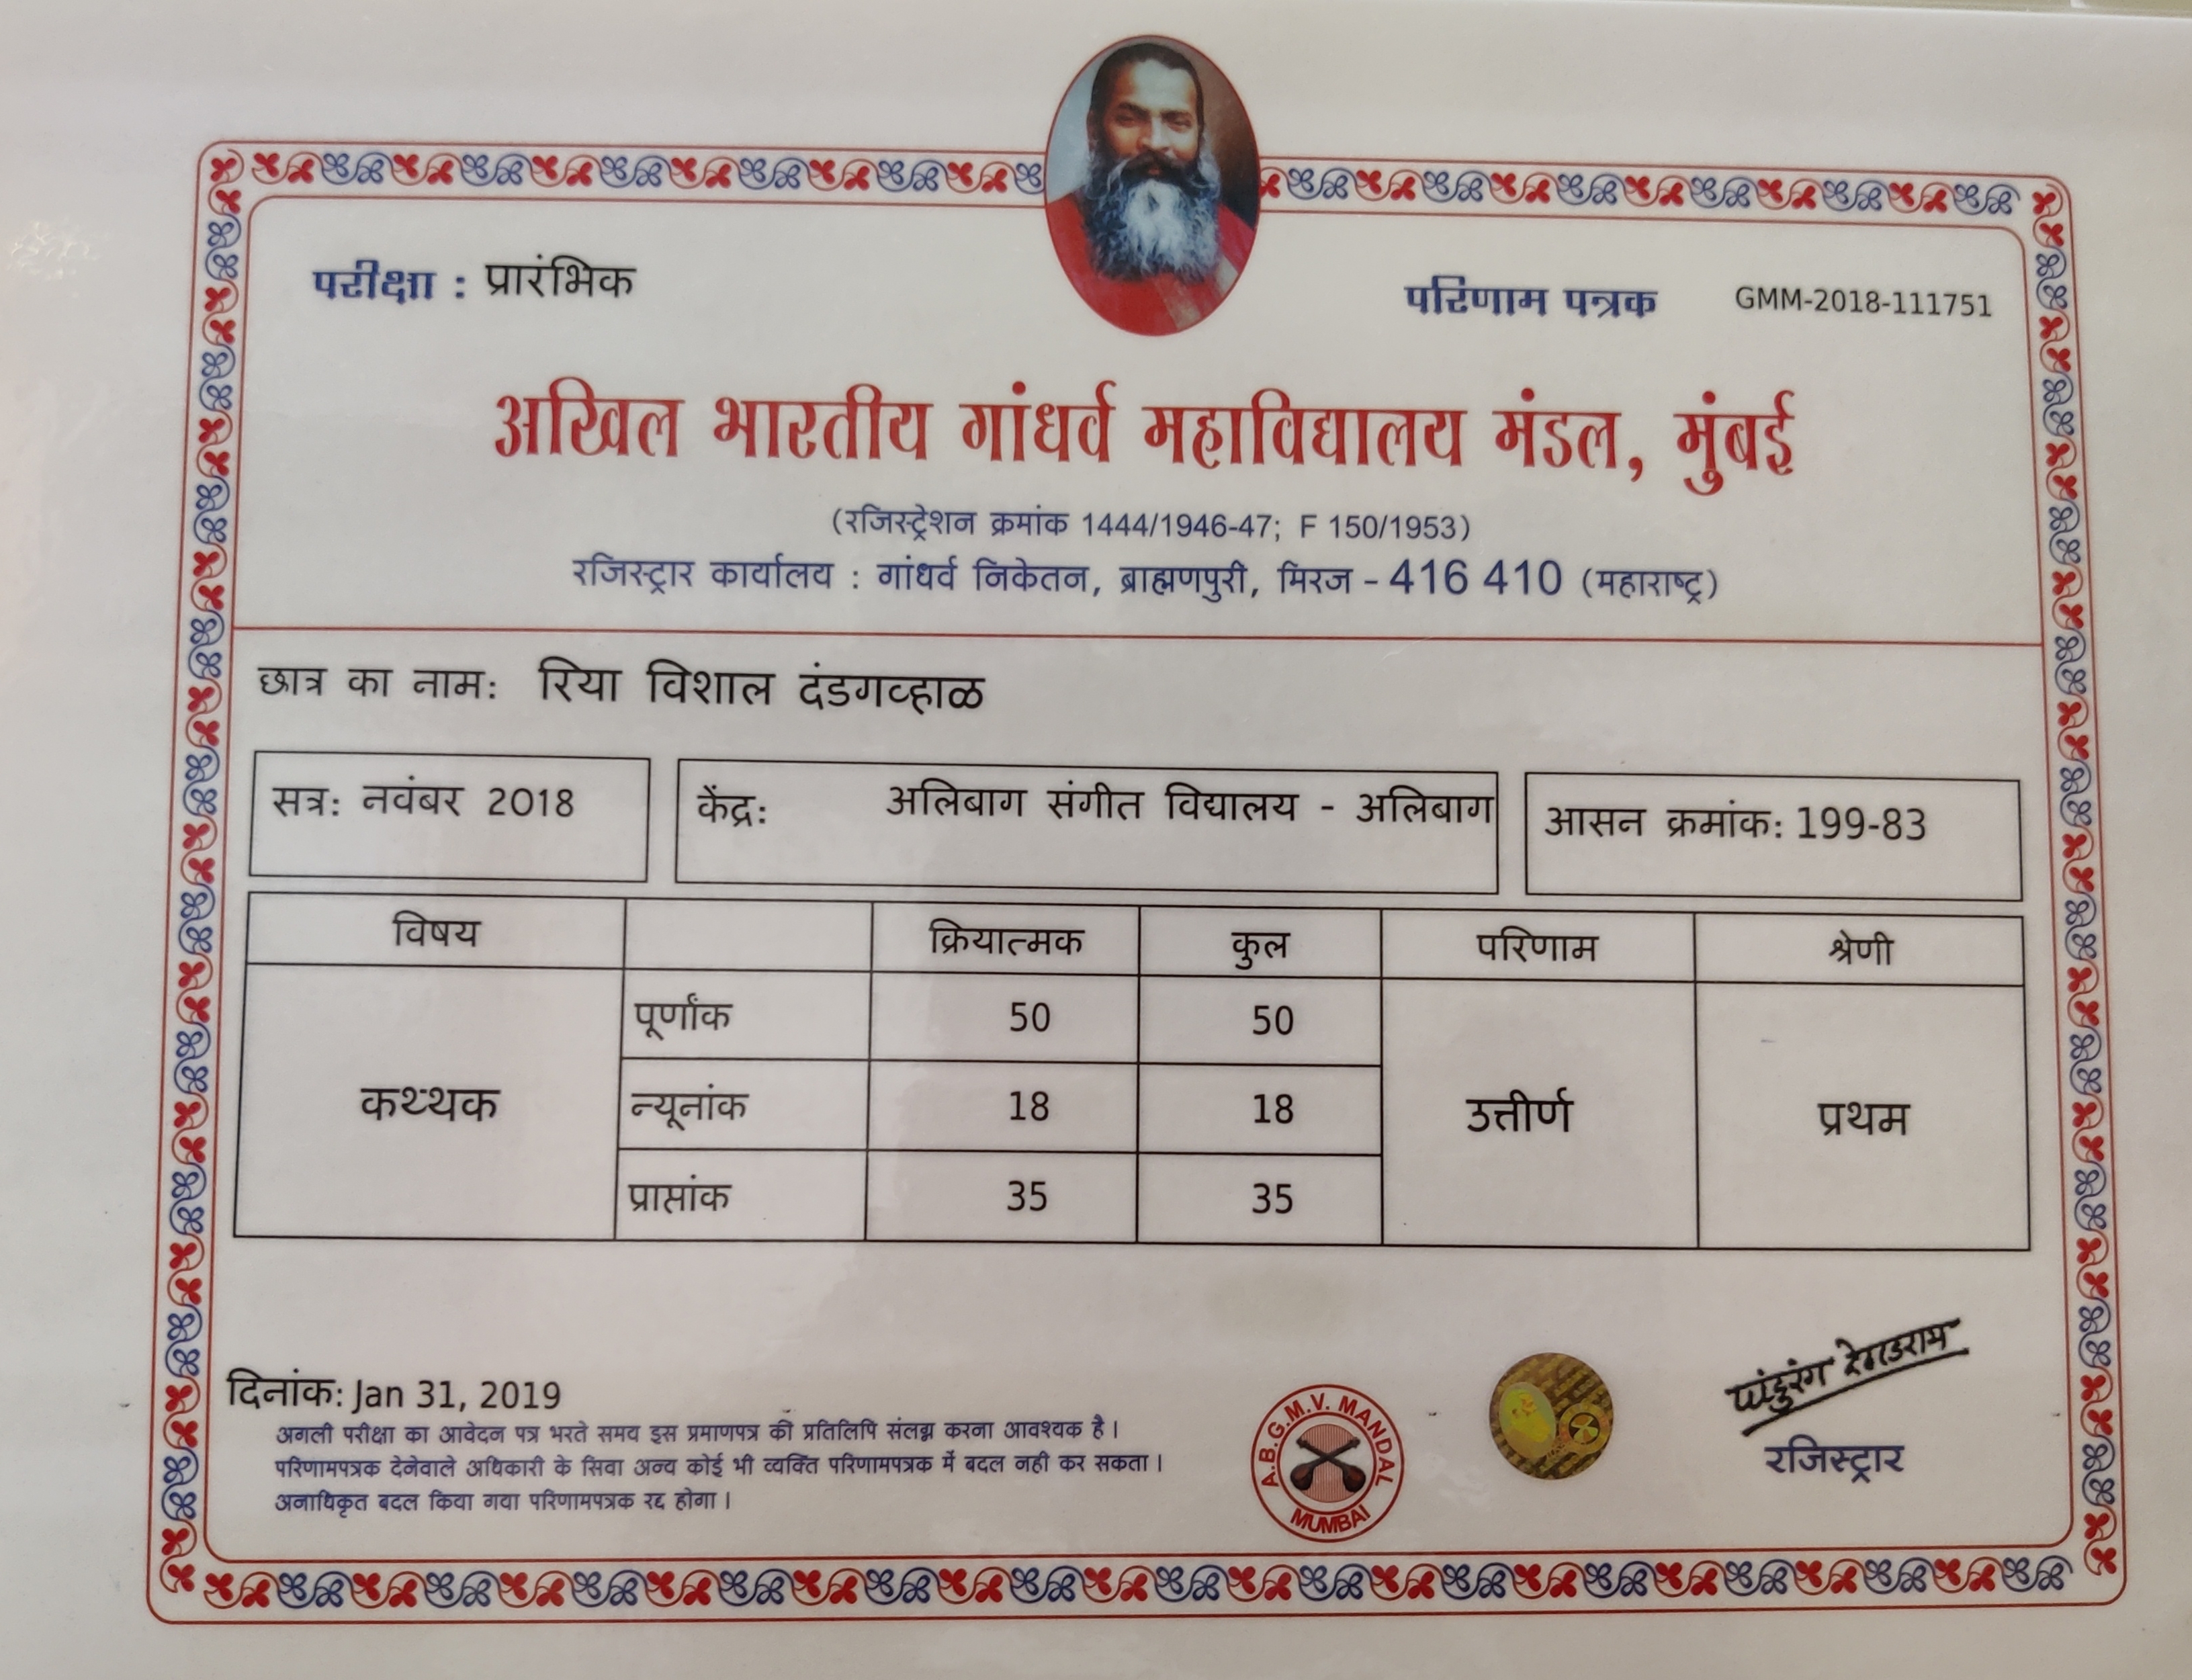 परीक्षा : प्रारंभिक
परिणाम पत्रक GMM-2018-111751
अखिल भारतीय गांधर्व महाविद्यालय मंडल, मुंबई
(रजिस्ट्रेशन क्रमांक 1444/1946-47; F 150/1953)
रजिस्ट्रार कार्यालय : गांधर्व निकेतन, ब्राह्मणपुरी, मिरज - 416 410 (महाराष्ट्र)
छात्र का नाम: रिया विशाल दंडगव्हाळ
सत्र: नवंबर 2018
केंद्र: अलिबाग संगीत विद्यालय - अलिबाग
आसन क्रमांक: 199-83
विषय क्रियात्मक कुल परिणाम श्रेणी
पूर्णांक 50 50
कथ्थक न्यूनांक 18 18 उत्तीर्ण प्रथम
प्राप्तांक 35 35
दिनांक: Jan 31, 2019
अगली परीक्षा का आवेदन पत्र भरते समय इस प्रमाणपत्र की प्रतिलिपि संलग्न करना आवश्यक है ।
परिणामपत्रक देनेवाले अधिकारी के सिवा अन्य कोई भी व्यक्ति परिणामपत्रक में बदल नही कर सकता ।
अनाधिकृत बदल किया गया परिणामपत्रक रद्द होगा ।
A.B.G.M.V. MANDAL
MUMBAI
पांडुरंग
रजिस्ट्रार